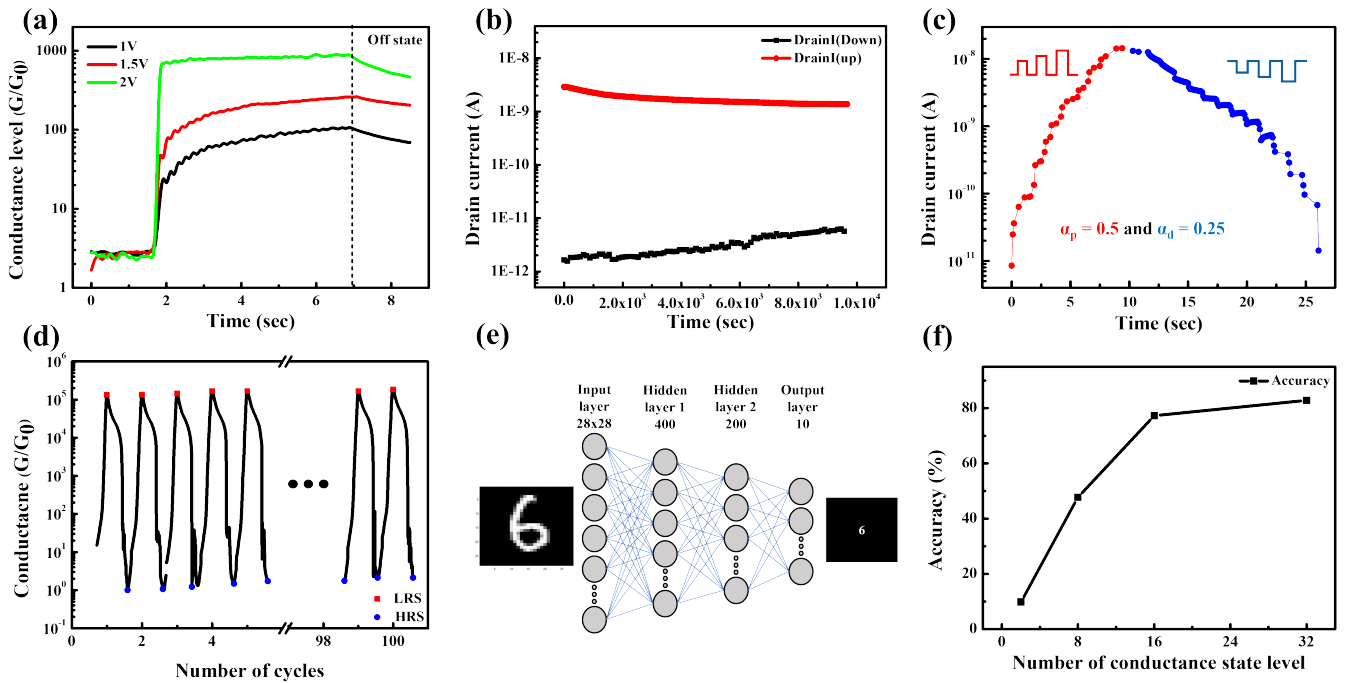 (a)
Conductance level (G/G0)
1000
100
10
1
1V
1.5V
2V
Off state
0
2
4
6
8
Time (sec)
(b)
Drain current (A)
1E-8
1E-9
1E-10
1E-11
1E-12
DrainI(Down)
DrainI(up)
0.0
2.0x10³
4.0x10³
6.0x10³
8.0x10³
1.0x10⁴
Time (sec)
(c)
Drain current (A)
10⁻⁸
10⁻⁹
10⁻¹⁰
10⁻¹¹
αp = 0.5 and αd = 0.25
0
5
10
15
20
25
Time (sec)
(d)
Conductacne (G/G0)
10⁶
10⁵
10⁴
10³
10²
10¹
10⁰
10⁻¹
LRS
HRS
0
2
4
98
100
Number of cycles
(e)
Input
layer
28x28
Hidden
layer 1
400
Hidden
layer 2
200
Output
layer
10
6
6
(f)
Accuracy (%)
80
60
40
20
0
Accuracy
0
8
16
24
32
Number of conductance state level